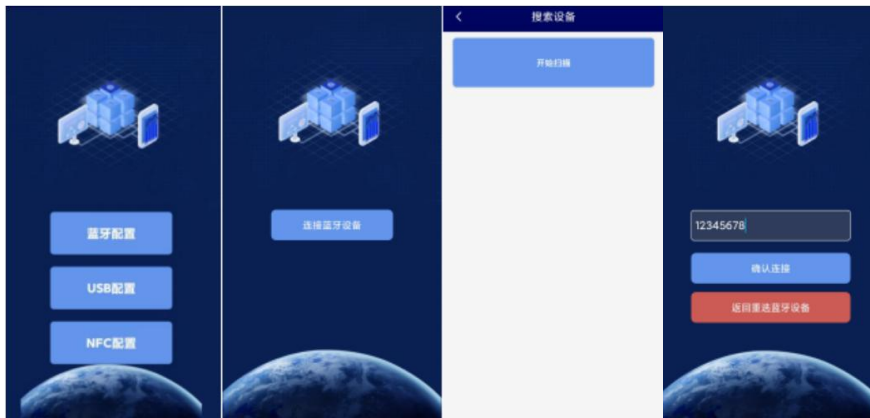 蓝牙配置
USB配置
NFC配置
连接蓝牙设备
搜索设备
开始扫描
12345678
确认连接
返回重选蓝牙设备